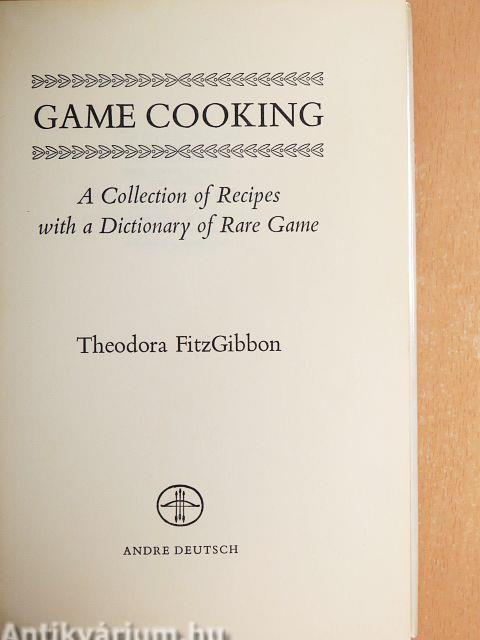 GAME COOKING
A Collection of Recipes
with a Dictionary of Rare Game
Theodora FitzGibbon
ANDRE DEUTSCH
Antikvárium.hu